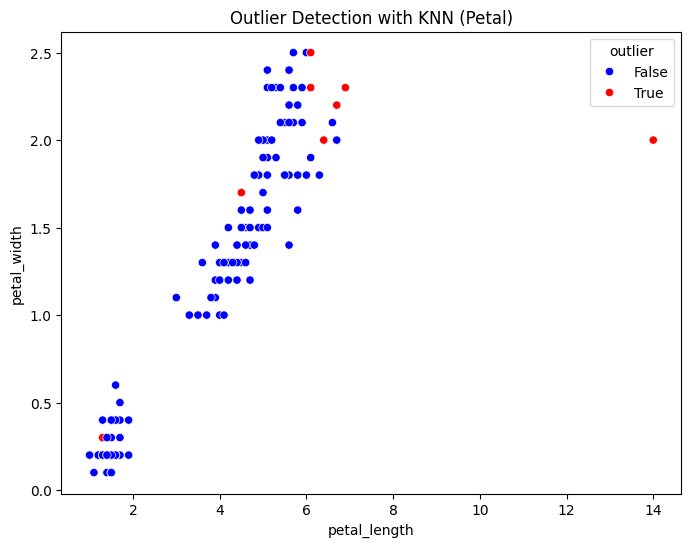 Outlier Detection with KNN (Petal)
outlier
False
True
2.5
2.0
1.5
1.0
0.5
0.0
petal_width
2
4
6
8
10
12
14
petal_length